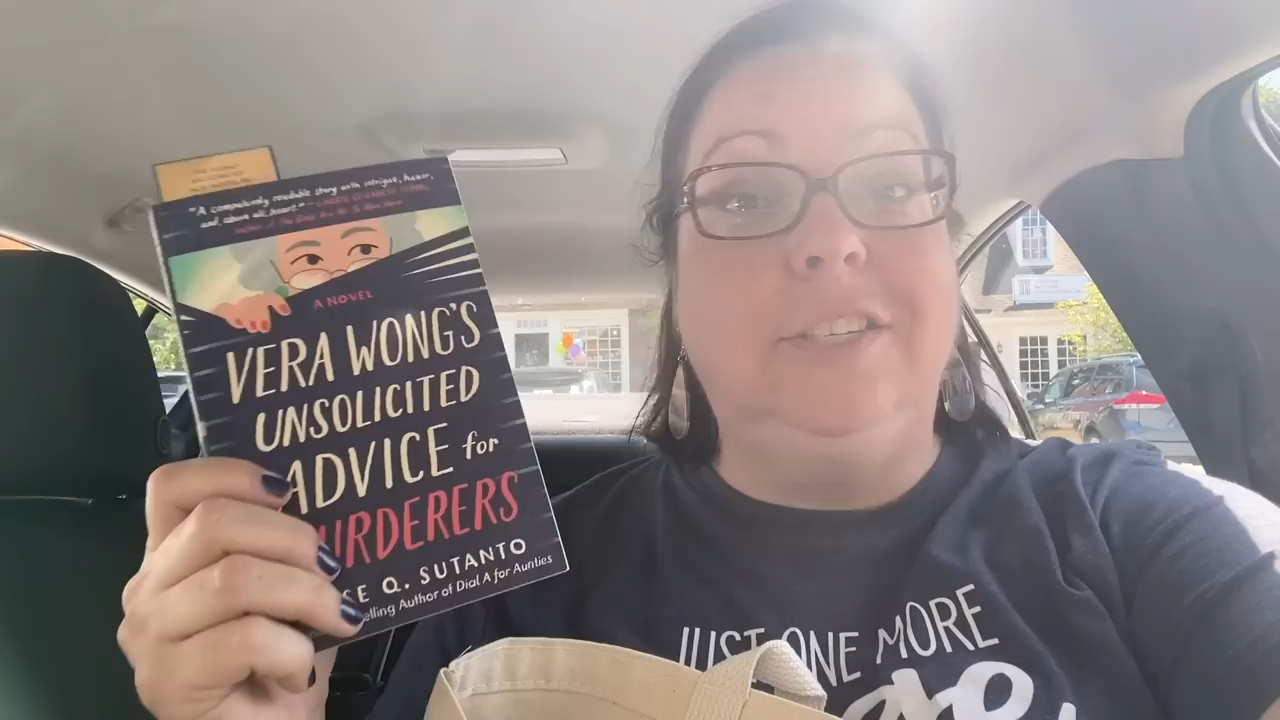 "A compulsively readable story with intrigue, humor,
and, above all, heart."
A NOVEL
VERA WONG'S
UNSOLICITED
ADVICE for
URDERERS
SE Q. SUTANTO
elling Author of Dial A for Aunties
JUST ONE MORE